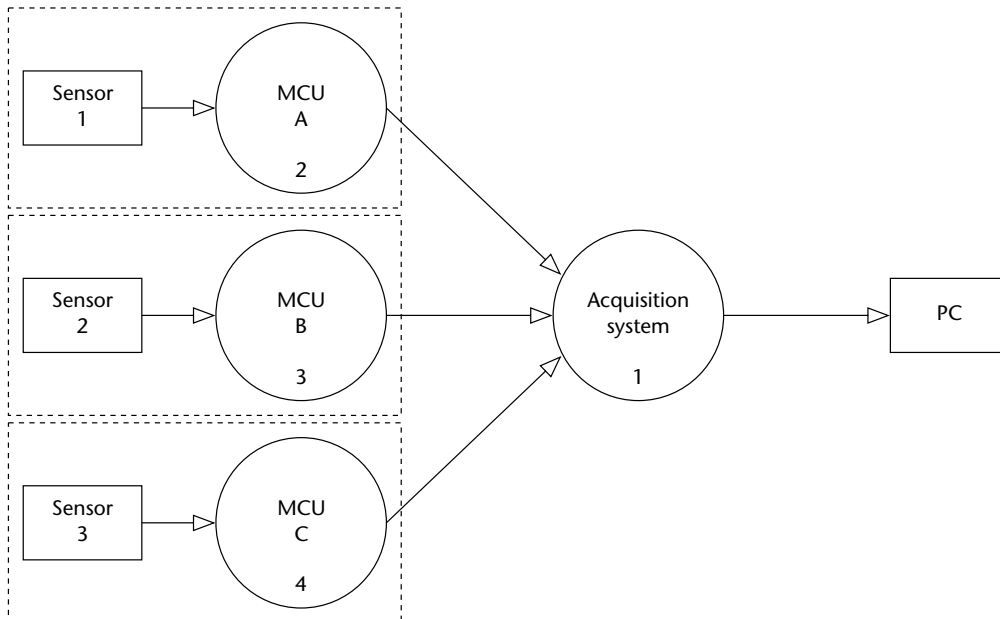 Sensor
1
MCU
A
2
Sensor
2
MCU
B
3
Sensor
3
MCU
C
4
Acquisition
system
1
PC